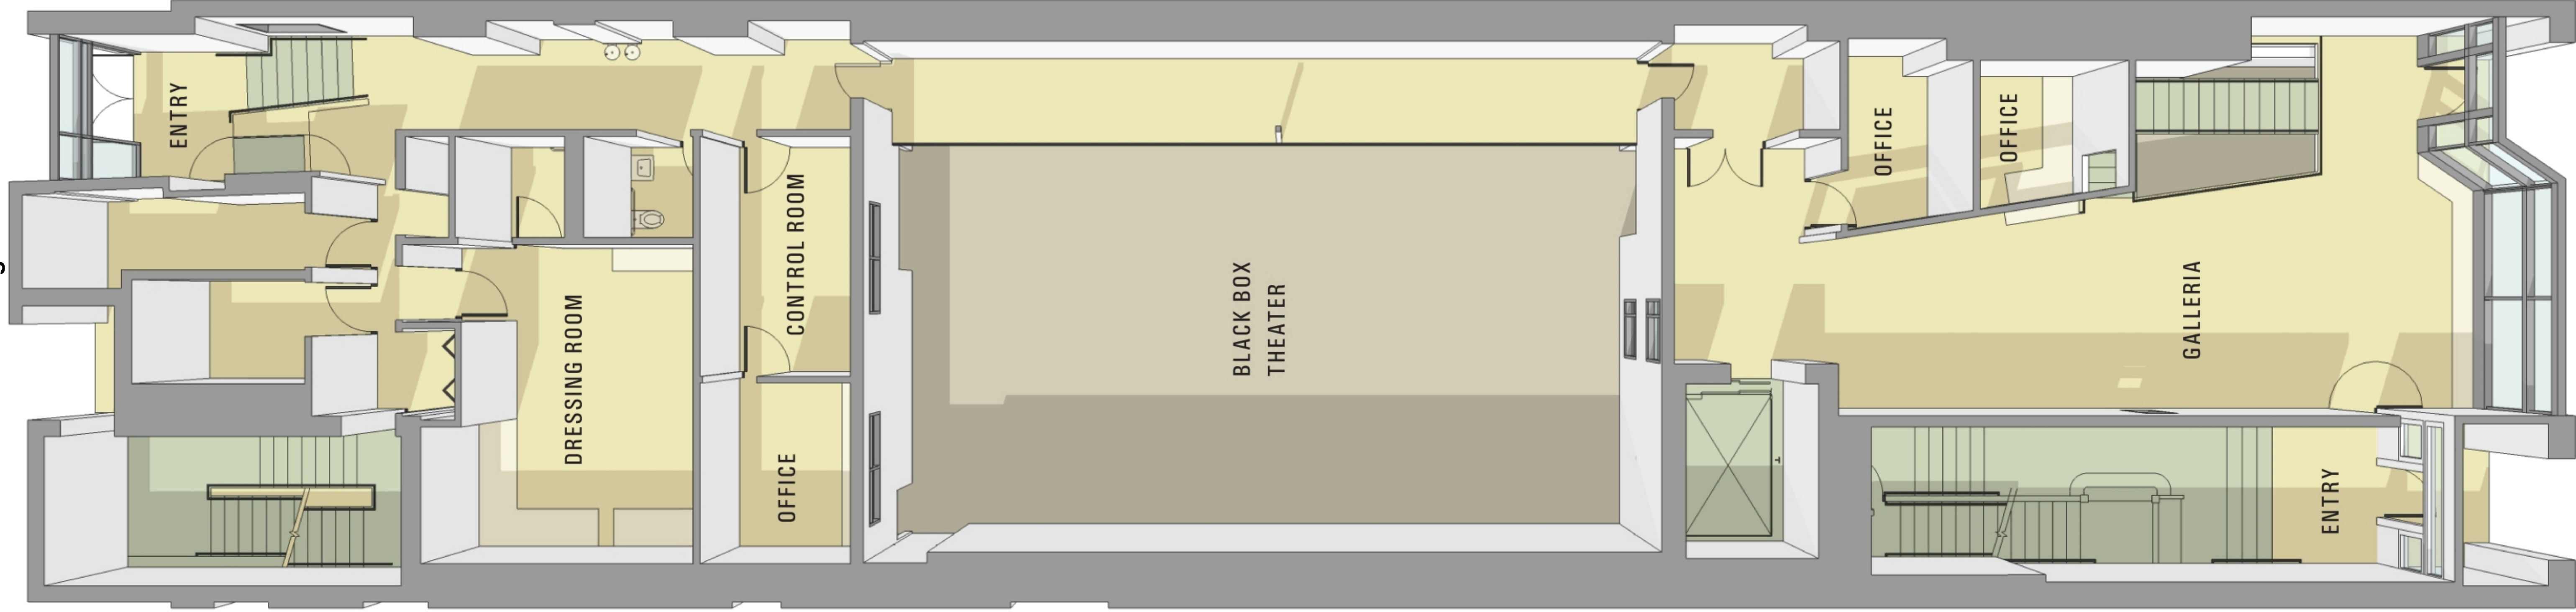 ENTRY
DRESSING ROOM
CONTROL ROOM
OFFICE
BLACK BOX
THEATER
OFFICE
OFFICE
GALLERIA
ENTRY